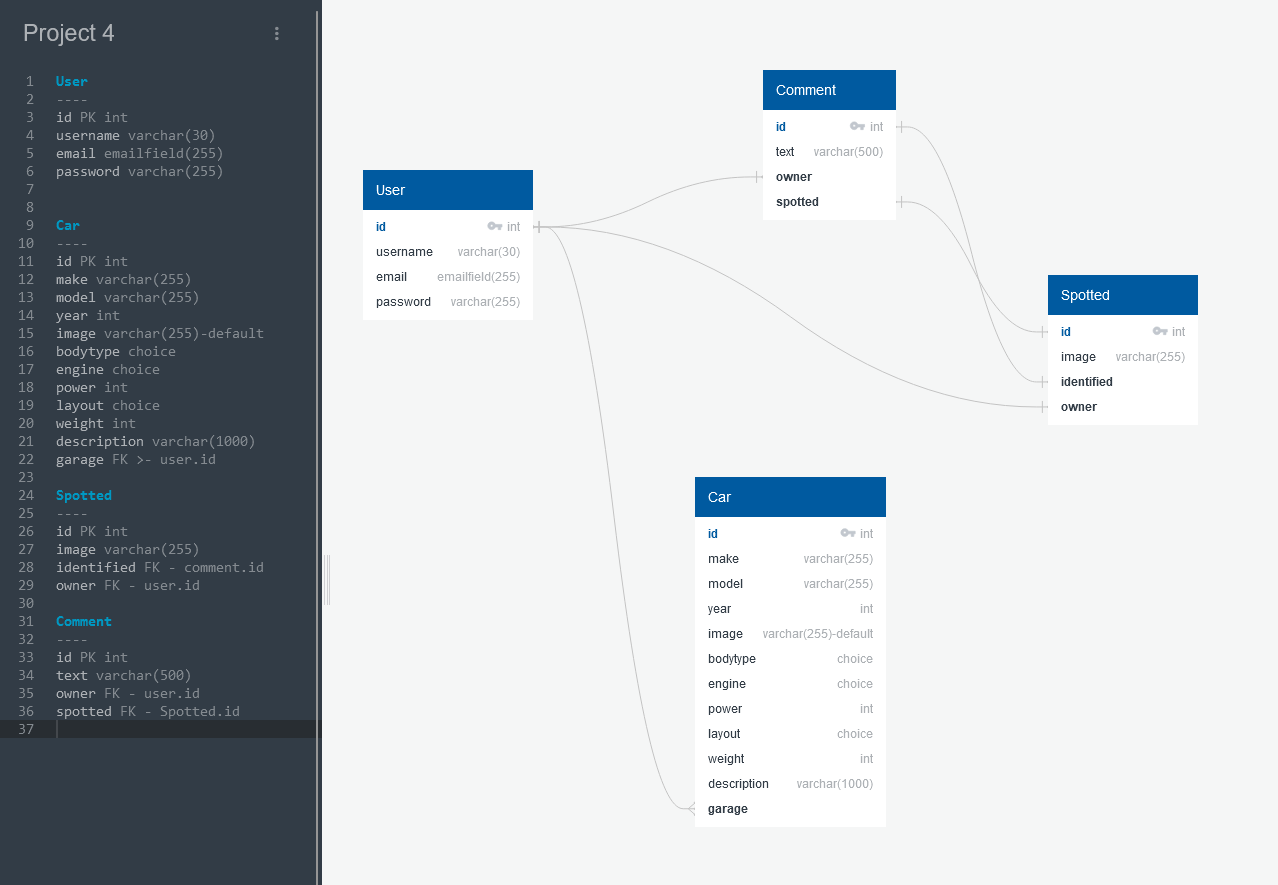 Project 4
1 User
2 ----
3 id PK int
4 username varchar(30)
5 email emailfield(255)
6 password varchar(255)
7
8
9 Car
10 ----
11 id PK int
12 make varchar(255)
13 model varchar(255)
14 year int
15 image varchar(255)-default
16 bodytype choice
17 engine choice
18 power int
19 layout choice
20 weight int
21 description varchar(1000)
22 garage FK >- user.id
23
24 Spotted
25 ----
26 id PK int
27 image varchar(255)
28 identified FK - comment.id
29 owner FK - user.id
30
31 Comment
32 ----
33 id PK int
34 text varchar(500)
35 owner FK - user.id
36 spotted FK - Spotted.id
37
Comment
id int
text varchar(500)
owner
spotted
User
id int
username varchar(30)
email emailfield(255)
password varchar(255)
Spotted
id int
image varchar(255)
identified
owner
Car
id int
make varchar(255)
model varchar(255)
year int
image varchar(255)-default
bodytype choice
engine choice
power int
layout choice
weight int
description varchar(1000)
garage